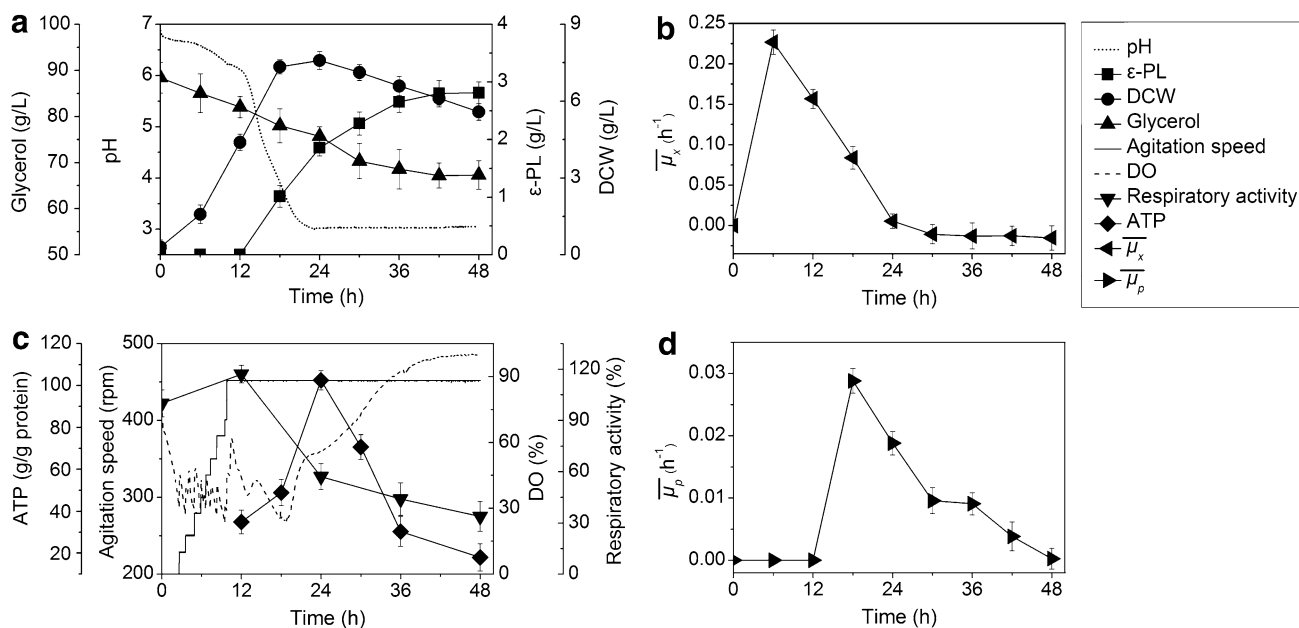 a
100
90
80
70
60
50
Glycerol (g/L)
7
6
5
4
3
pH
4
3
2
1
0
ε-PL (g/L)
9
6
3
0
DCW (g/L)
0 12 24 36 48
Time (h)
b
0.25
0.20
0.15
0.10
0.05
0.00
μx (h-1)
0 12 24 36 48
Time (h)
pH
ε-PL
DCW
Glycerol
Agitation speed
DO
Respiratory activity
ATP
μx
μp
c
120
100
80
60
40
20
ATP (g/g protein)
500
400
300
200
Agitation speed (rpm)
90
60
30
0
DO (%)
120
90
60
30
0
Respiratory activity (%)
0 12 24 36 48
Time (h)
d
0.03
0.02
0.01
0.00
μp (h-1)
0 12 24 36 48
Time (h)